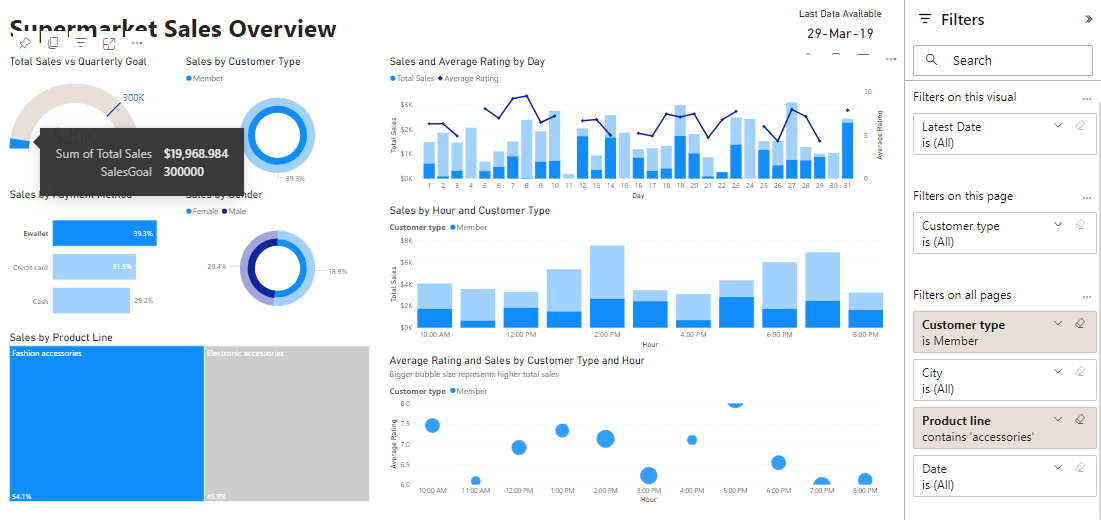 Supermarket Sales Overview
Last Data Available
29-Mar-19
Total Sales vs Quarterly Goal
300K
Sum of Total Sales $19,968.984
SalesGoal 300000
Sales by Customer Type
Member
39.3%
Sales by Payment Method
Ewallet 39.3%
Credit card 31.5%
Cash 29.2%
Sales by Gender
Female Male
20.4%
18.9%
Sales by Product Line
Fashion accessories
54.1%
Electronic accessories
45.9%
Sales and Average Rating by Day
Total Sales Average Rating
Total Sales
$3K
$2K
$1K
$0K
10
5
0
Average Rating
1 2 3 4 5 6 7 8 9 10 11 12 13 14 15 16 17 18 19 20 21 22 23 24 25 26 27 28 29 30 31
Day
Sales by Hour and Customer Type
Customer type Member
Total Sales
$8K
$6K
$4K
$2K
$0K
10:00 AM 12:00 PM 2:00 PM 4:00 PM 6:00 PM 8:00 PM
Hour
Average Rating and Sales by Customer Type and Hour
Bigger bubble size represents higher total sales
Customer type Member
Average Rating
8.0
7.5
7.0
6.5
6.0
10:00 AM 11:00 AM 12:00 PM 1:00 PM 2:00 PM 3:00 PM 4:00 PM 5:00 PM 6:00 PM 7:00 PM 8:00 PM
Hour
Filters
Search
Filters on this visual
Latest Date
is (All)
Filters on this page
Customer type
is (All)
Filters on all pages
Customer type
is Member
City
is (All)
Product line
contains 'accessories'
Date
is (All)